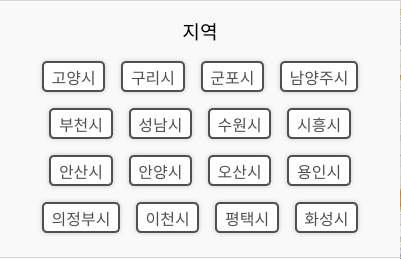 지역
고양시 구리시 군포시 남양주시
부천시 성남시 수원시 시흥시
안산시 안양시 오산시 용인시
의정부시 이천시 평택시 화성시